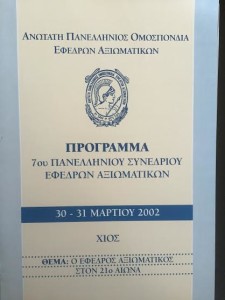 ΑΝΩΤΑΤΗ ΠΑΝΕΛΛΗΝΙΟΣ ΟΜΟΣΠΟΝΔΙΑ
ΕΦΕΔΡΩΝ ΑΞΙΩΜΑΤΙΚΩΝ
ΠΡΟΓΡΑΜΜΑ
7ου ΠΑΝΕΛΛΗΝΙΟΥ ΣΥΝΕΔΡΙΟΥ
ΕΦΕΔΡΩΝ ΑΞΙΩΜΑΤΙΚΩΝ
30 - 31 ΜΑΡΤΙΟΥ 2002
ΧΙΟΣ
ΘΕΜΑ: Ο ΕΦΕΔΡΟΣ ΑΞΙΩΜΑΤΙΚΟΣ
ΣΤΟΝ 21ο ΑΙΩΝΑ